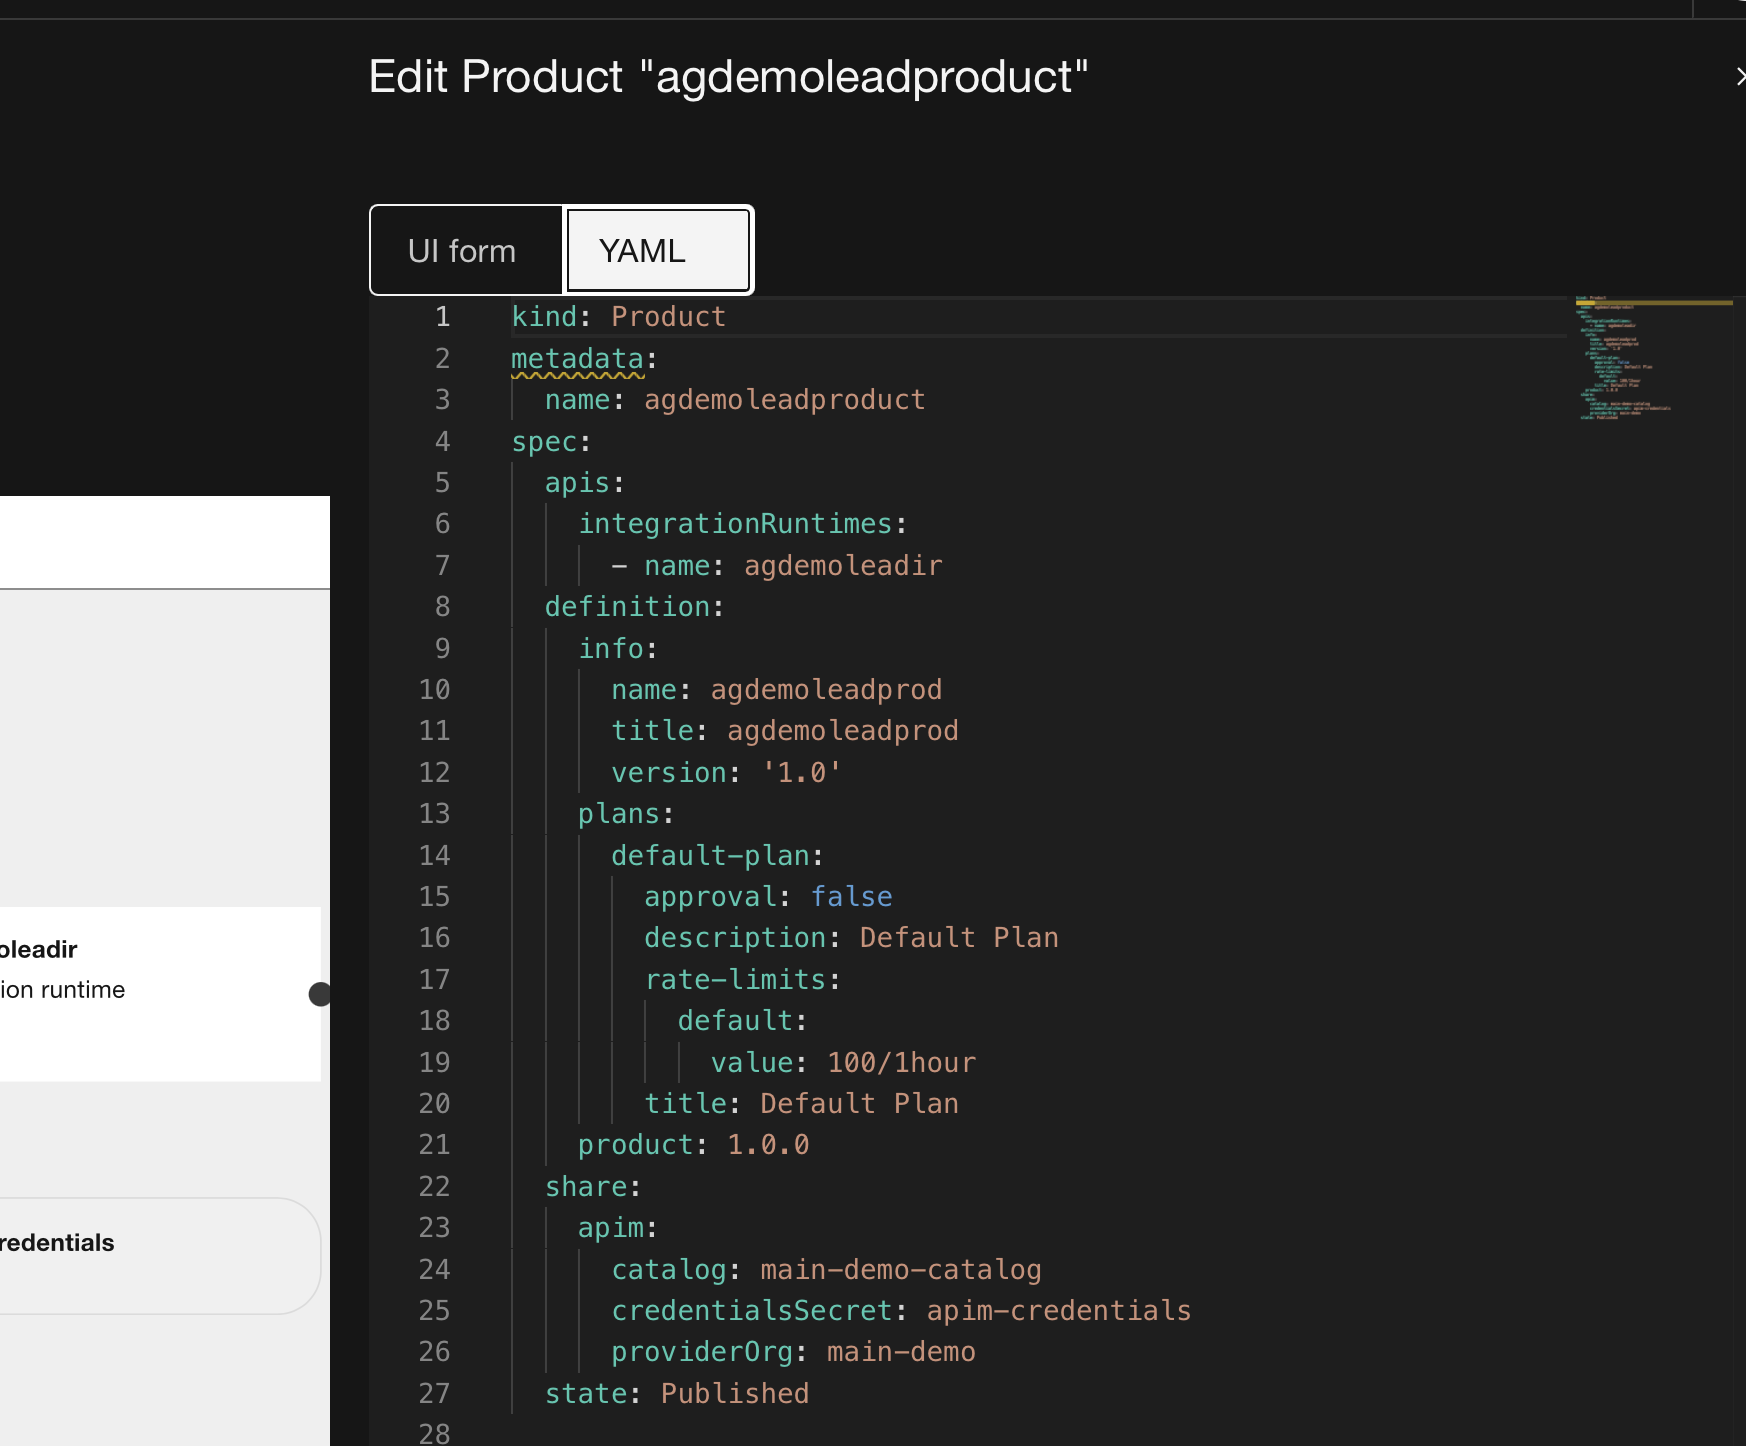 Edit Product "agdemoleadproduct"
UI form
YAML
1 kind: Product
2 metadata:
3   name: agdemoleadproduct
4 spec:
5   apis:
6     integrationRuntimes:
7       - name: agdemoleadir
8   definition:
9     info:
10       name: agdemoleadprod
11       title: agdemoleadprod
12       version: '1.0'
13     plans:
14       default-plan:
15         approval: false
16         description: Default Plan
17         rate-limits:
18           default:
19             value: 100/1hour
20         title: Default Plan
21     product: 1.0.0
22   share:
23     apim:
24       catalog: main-demo-catalog
25       credentialsSecret: apim-credentials
26       providerOrg: main-demo
27   state: Published
28
oleadir
ion runtime
redentials